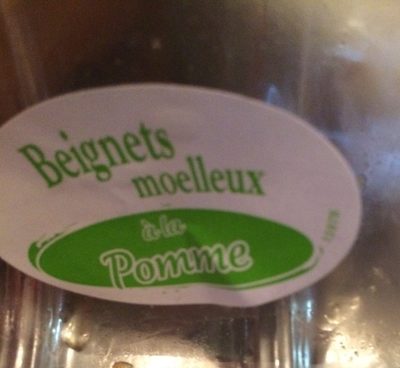 Beignets
moelleux
à la
Pomme